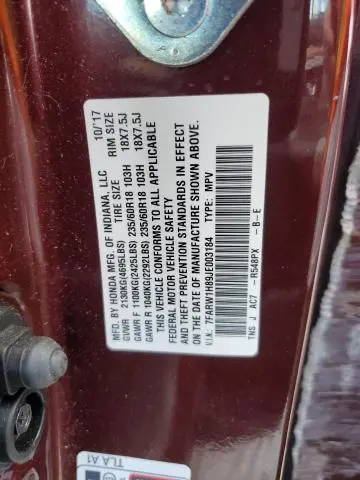 MFD. BY HONDA MFG. OF INDIANA, LLC 10/'17
TIRE SIZE RIM SIZE
GVWR 2130KG(4695LBS)
GAWR F 1100KG(2425LBS) 235/60R18 103H 18X7.5J
GAWR R 1040KG(2292LBS) 235/60R18 103H 18X7.5J
THIS VEHICLE CONFORMS TO ALL APPLICABLE
FEDERAL MOTOR VEHICLE SAFETY
AND THEFT PREVENTION STANDARDS IN EFFECT
ON THE DATE OF MANUFACTURE SHOWN ABOVE.
V.I.N. 7FARW1H89JE003184 TYPE: MPV
TNS J AC7 -R548PX -B-E
TLA A1